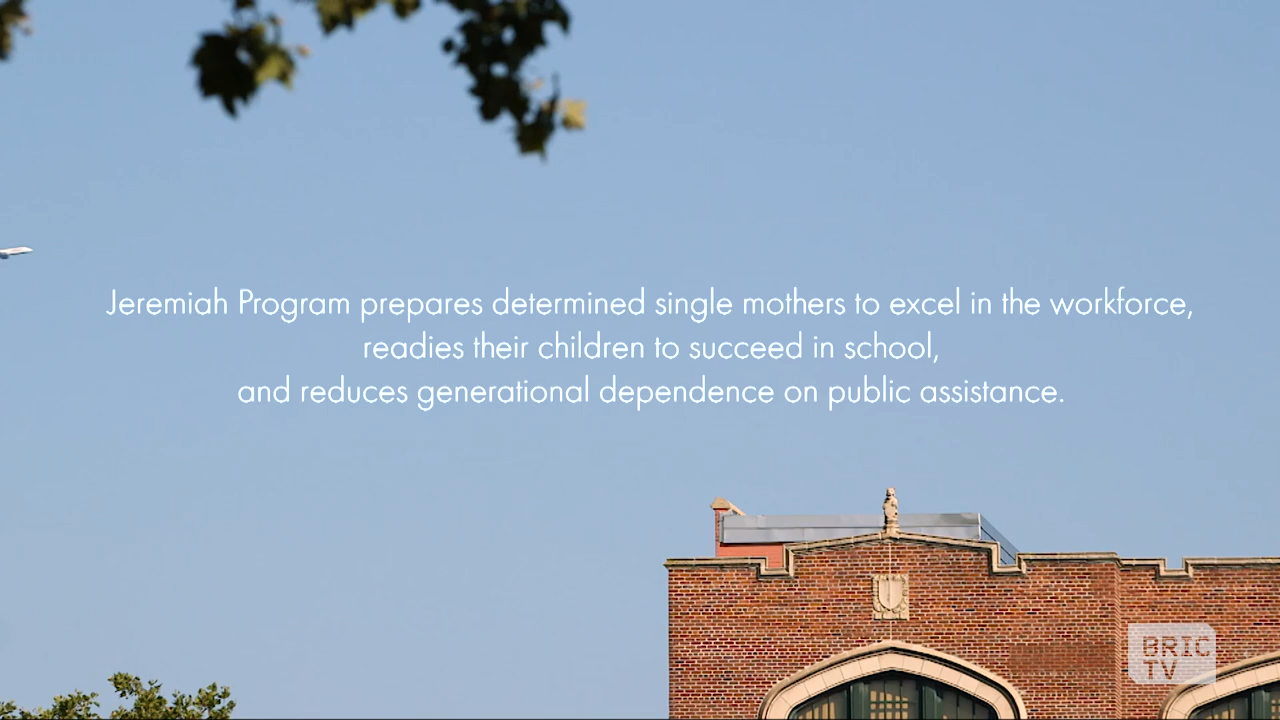 Jeremiah Program prepares determined single mothers to excel in the workforce,
readies their children to succeed in school,
and reduces generational dependence on public assistance.
BRIC
TV